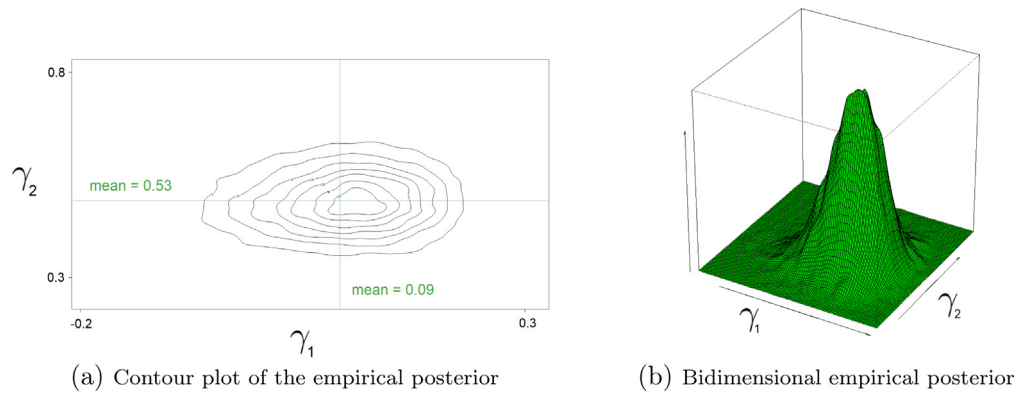 0.8
γ2
mean = 0.53
0.3
mean = 0.09
-0.2
0.3
γ1
(a) Contour plot of the empirical posterior
γ1
γ2
(b) Bidimensional empirical posterior